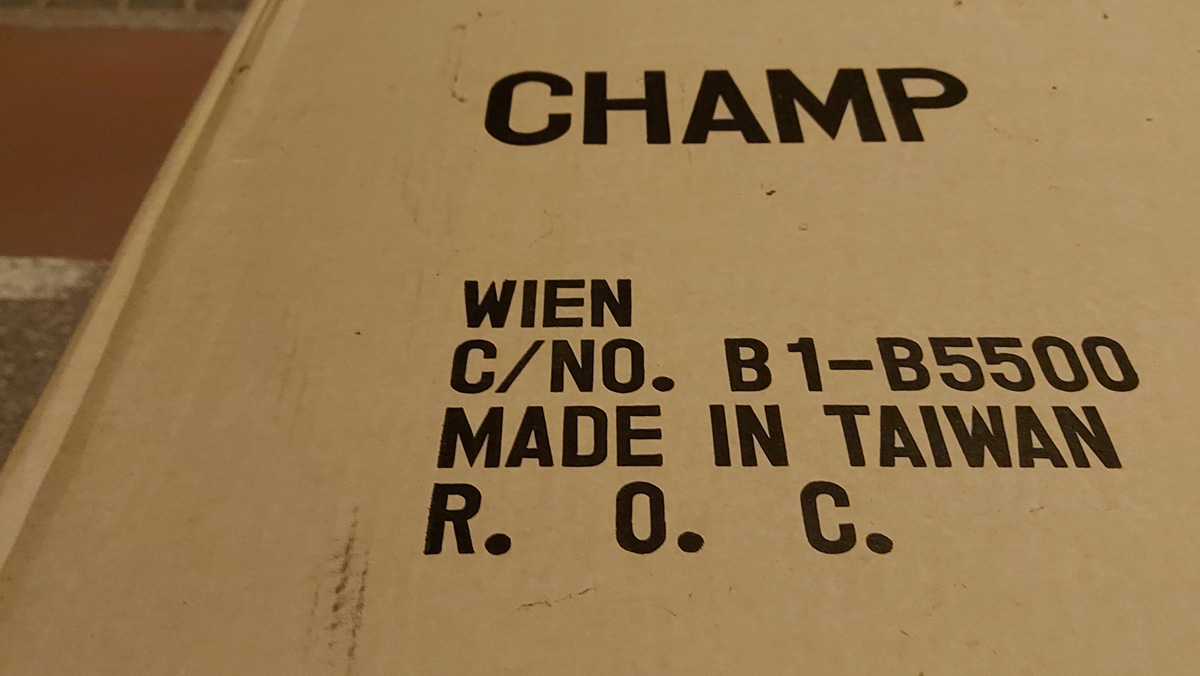 CHAMP
WIEN
C/NO. B1-B5500
MADE IN TAIWAN
R. O. C.